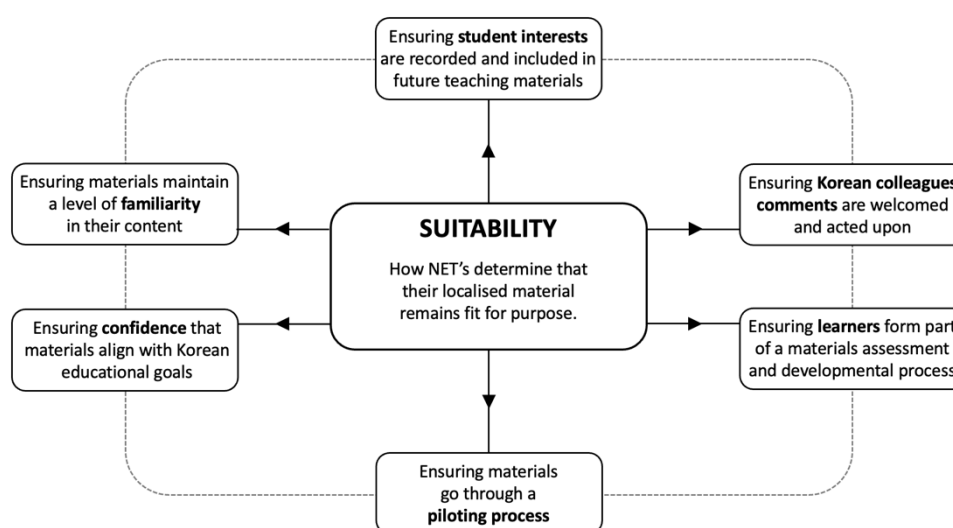 Ensuring student interests
are recorded and included in
future teaching materials
Ensuring materials maintain
a level of familiarity
in their content
Ensuring Korean colleagues
comments are welcomed
and acted upon
SUITABILITY
How NET's determine that
their localised material
remains fit for purpose.
Ensuring confidence that
materials align with Korean
educational goals
Ensuring learners form part
of a materials assessment
and developmental process
Ensuring materials
go through a
piloting process